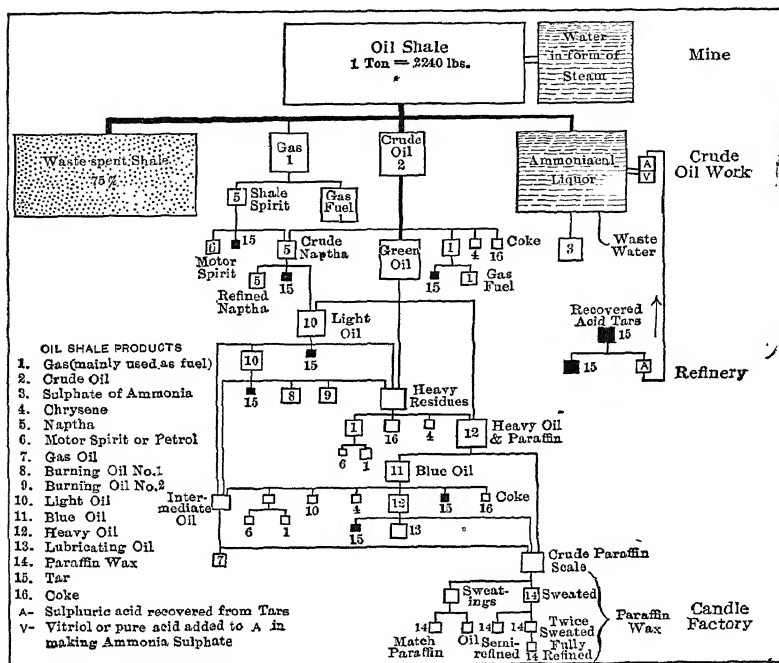 Oil Shale
1 Ton = 2240 lbs.
Water
in-form-of
Steam
Mine
Waste spent Shale
75%
Gas
1
Crude
Oil
2
Ammoniacal
Liquor
A
V
Crude
Oil Work
5
Shale
Spirit
Gas
Fuel
1
3
Waste
Water
6
Motor
Spirit
15
5
Crude
Naptha
Green
Oil
1
4
16
Coke
5
Refined
Naptha
15
15
1
Gas
Fuel
10
Light
Oil
Recovered
Acid Tars
15
15
A
Refinery
10
15
15
8
9
Heavy
Residues
1
16
4
12
Heavy Oil
& Paraffin
6
1
11
Blue Oil
Inter-
mediate
Oil
10
4
12
15
16
Coke
6
1
15
13
7
Crude Paraffin
Scale
Sweat-
ings
14
Sweated
14
Match
Paraffin
Oil
14
Semi-
refined
14
Twice
Sweated
Fully
Refined
14
Paraffin
Wax
Candle
Factory
OIL SHALE PRODUCTS
1. Gas(mainly used as fuel)
2. Crude Oil
3. Sulphate of Ammonia
4. Chrysene
5. Naptha
6. Motor Spirit or Petrol
7. Gas Oil
8. Burning Oil No.1
9. Burning Oil No.2
10. Light Oil
11. Blue Oil
12. Heavy Oil
13. Lubricating Oil
14. Paraffin Wax
15. Tar
16. Coke
A- Sulphuric acid recovered from Tars
V- Vitriol or pure acid added to A in
making Ammonia Sulphate